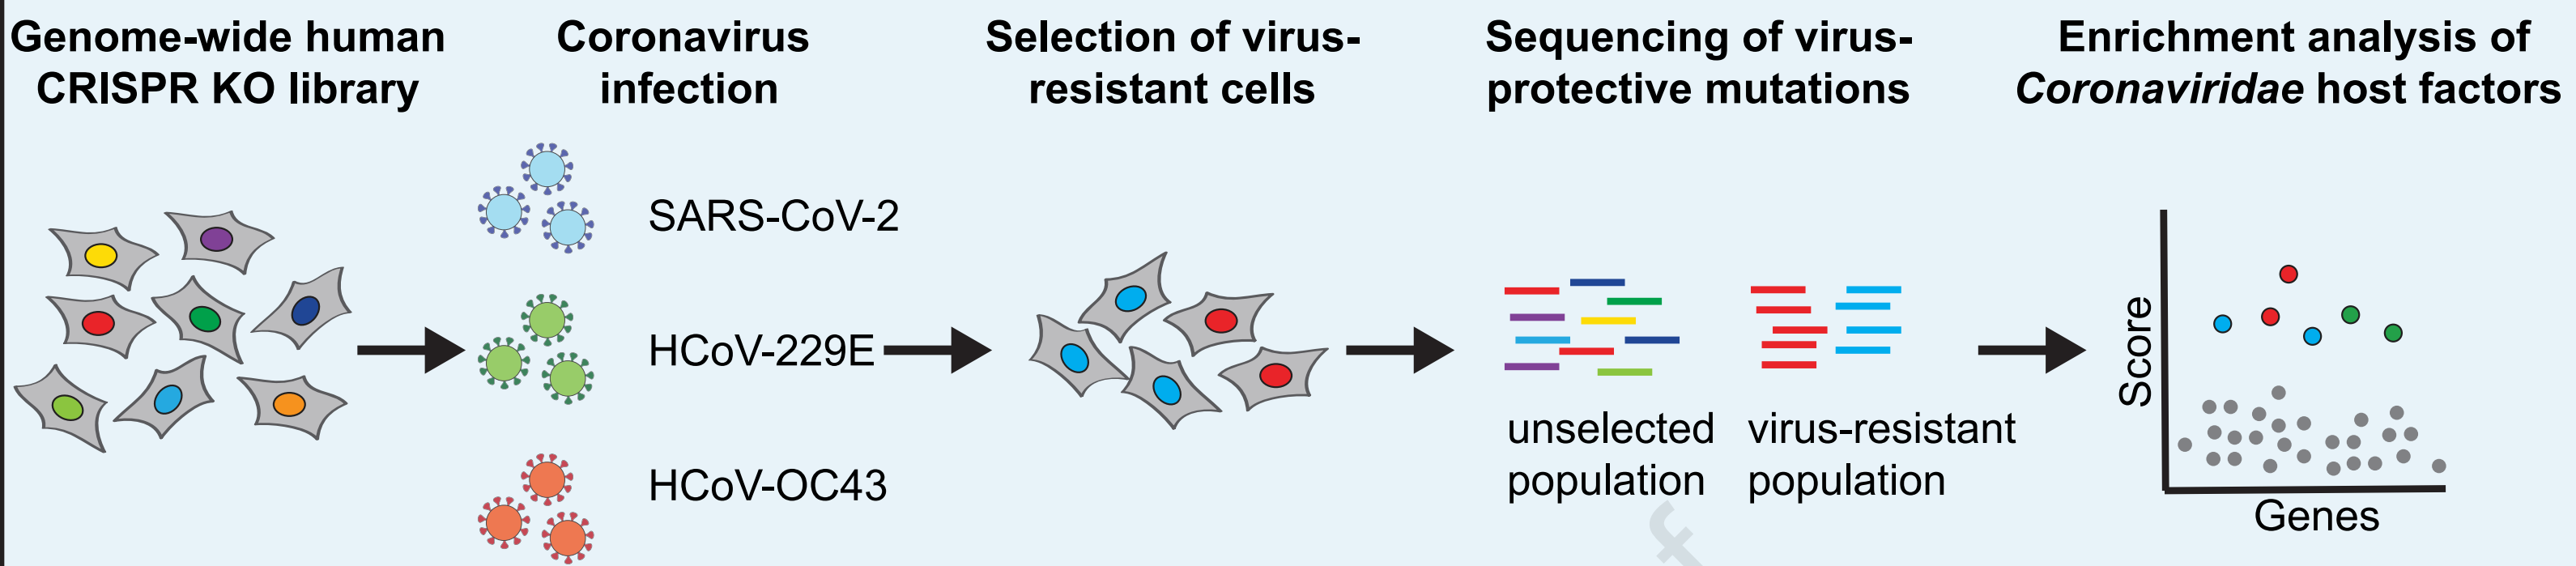 Genome-wide human
CRISPR KO library
Coronavirus
infection
Selection of virus-
resistant cells
Sequencing of virus-
protective mutations
Enrichment analysis of
Coronaviridae host factors
SARS-CoV-2
HCoV-229E
HCoV-OC43
unselected
population
virus-resistant
population
Score
Genes
f